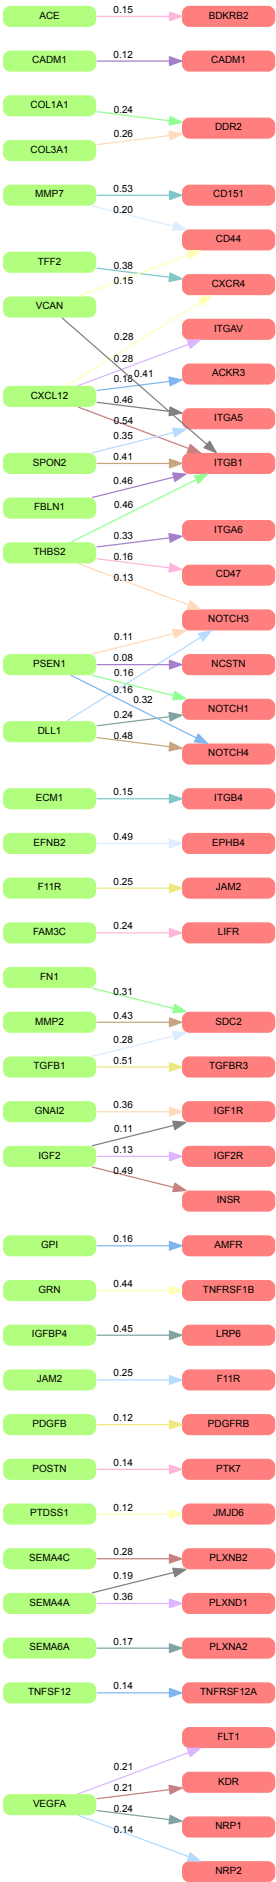 ACE 0.15 BDKRB2
CADM1 0.12 CADM1
COL1A1 0.24
DDR2
COL3A1 0.26
MMP7 0.53 CD151
0.20
CD44
TFF2 0.38 CXCR4
0.15
VCAN
ITGAV
0.28
0.28
ACKR3
0.18 0.41
CXCL12
0.46
ITGA5
0.54
0.35
SPON2 0.41 ITGB1
0.46
FBLN1
0.46
ITGA6
0.33
THBS2
0.16
CD47
0.13
NOTCH3
0.11
PSEN1 0.08 NCSTN
0.16
0.16
NOTCH1
0.32
0.24
DLL1
0.48
NOTCH4
ECM1 0.15 ITGB4
EFNB2 0.49 EPHB4
F11R 0.25 JAM2
FAM3C 0.24 LIFR
FN1
0.31
MMP2 0.43 SDC2
0.28
TGFB1 0.51 TGFBR3
GNAI2 0.36 IGF1R
0.11
IGF2 0.13 IGF2R
0.49
INSR
GPI 0.16 AMFR
GRN 0.44 TNFRSF1B
IGFBP4 0.45 LRP6
JAM2 0.25 F11R
PDGFB 0.12 PDGFRB
POSTN 0.14 PTK7
PTDSS1 0.12 JMJD6
SEMA4C 0.28 PLXNB2
0.19
SEMA4A 0.36 PLXND1
SEMA6A 0.17 PLXNA2
TNFSF12 0.14 TNFRSF12A
FLT1
0.21
KDR
0.21
VEGFA
0.24
NRP1
0.14
NRP2